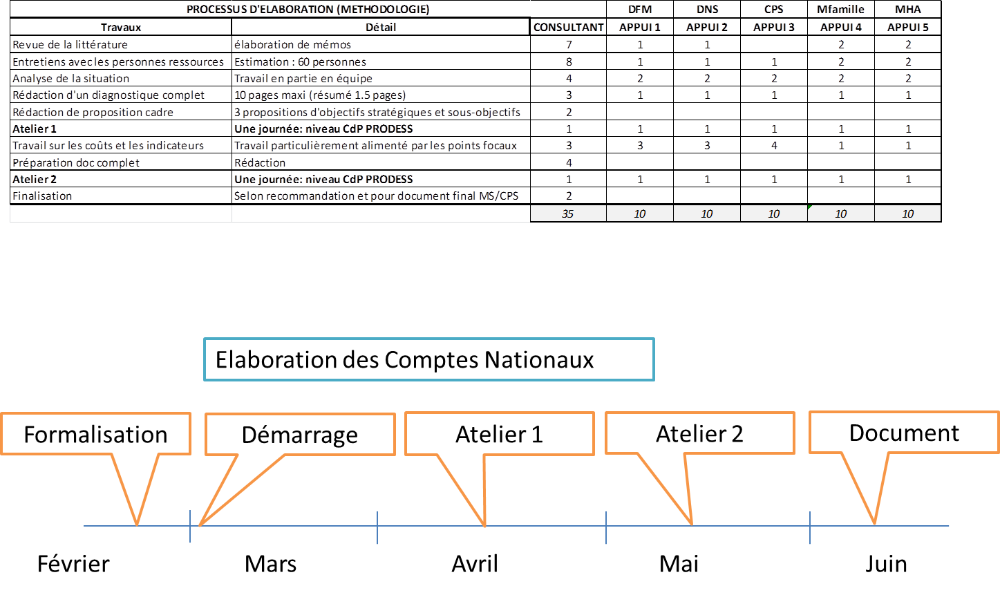 PROCESSUS D'ELABORATION (METHODOLOGIE) DFM DNS CPS Mfamille MHA
Travaux Détail CONSULTANT APPUI 1 APPUI 2 APPUI 3 APPUI 4 APPUI 5
Revue de la littérature élaboration de mémos 7 1 1 2 2
Entretiens avec les personnes ressources Estimation : 60 personnes 8 1 1 1 2 2
Analyse de la situation Travail en partie en équipe 4 2 2 2 2 2
Rédaction d'un diagnostique complet 10 pages maxi (résumé 1.5 pages) 3 1 1 1 1 1
Rédaction de proposition cadre 3 propositions d'objectifs stratégiques et sous-objectifs 2
Atelier 1 Une journée: niveau CdP PRODESS 1 1 1 1 1 1
Travail sur les coûts et les indicateurs Travail particulièrement alimenté par les points focaux 3 3 3 4 1 1
Préparation doc complet Rédaction 4
Atelier 2 Une journée: niveau CdP PRODESS 1 1 1 1 1 1
Finalisation Selon recommandation et pour document final MS/CPS 2
35 10 10 10 10 10
Elaboration des Comptes Nationaux
Formalisation Démarrage Atelier 1 Atelier 2 Document
Février Mars Avril Mai Juin